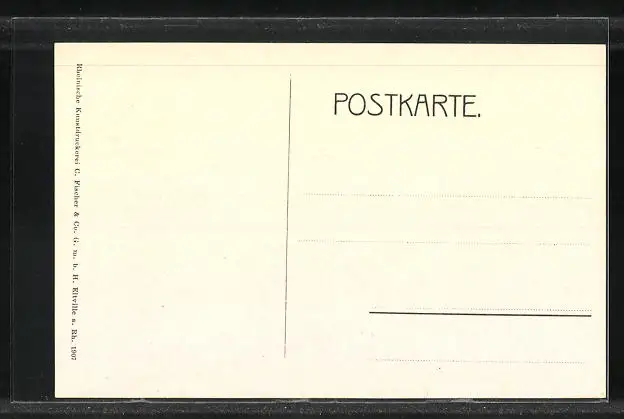 Rheinische Kunstdruckerei C. Fischer & Co. G. m. b. H. Eltville a. Rh. 1907
POSTKARTE.